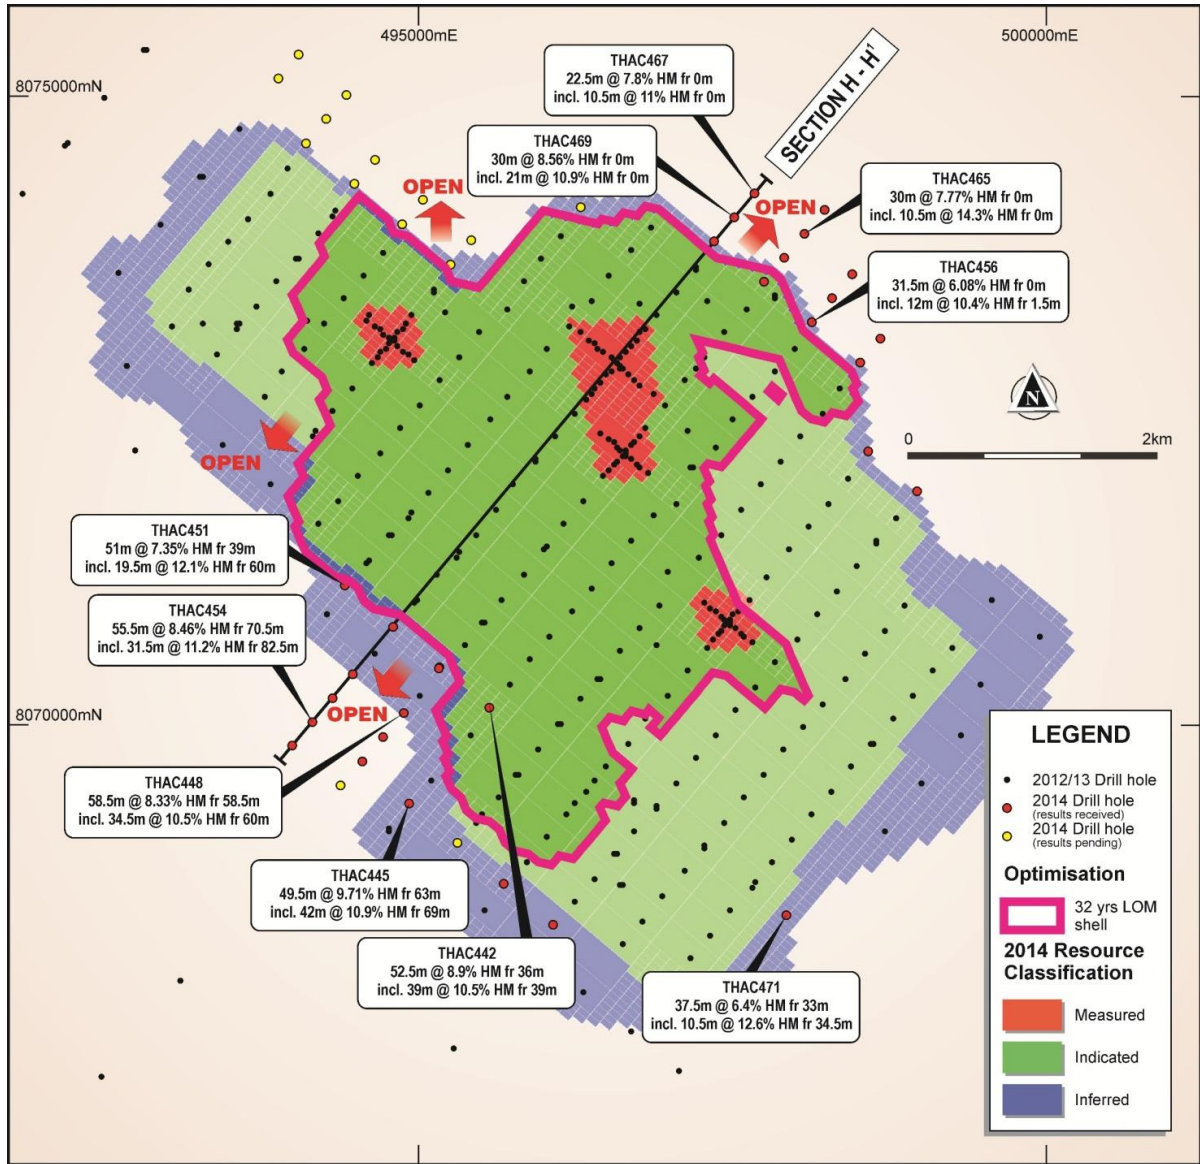 495000mE
500000mE
8075000mN
THAC467
22.5m @ 7.8% HM fr 0m
incl. 10.5m @ 11% HM fr 0m
SECTION H - H¹
THAC469
30m @ 8.56% HM fr 0m
incl. 21m @ 10.9% HM fr 0m
OPEN
OPEN
THAC465
30m @ 7.77% HM fr 0m
incl. 10.5m @ 14.3% HM fr 0m
THAC456
31.5m @ 6.08% HM fr 0m
incl. 12m @ 10.4% HM fr 1.5m
N
0 2km
OPEN
THAC451
51m @ 7.35% HM fr 39m
incl. 19.5m @ 12.1% HM fr 60m
THAC454
55.5m @ 8.46% HM fr 70.5m
incl. 31.5m @ 11.2% HM fr 82.5m
OPEN
8070000mN
THAC448
58.5m @ 8.33% HM fr 58.5m
incl. 34.5m @ 10.5% HM fr 60m
THAC445
49.5m @ 9.71% HM fr 63m
incl. 42m @ 10.9% HM fr 69m
THAC442
52.5m @ 8.9% HM fr 36m
incl. 39m @ 10.5% HM fr 39m
THAC471
37.5m @ 6.4% HM fr 33m
incl. 10.5m @ 12.6% HM fr 34.5m
LEGEND
2012/13 Drill hole
2014 Drill hole
(results received)
2014 Drill hole
(results pending)
Optimisation
32 yrs LOM
shell
2014 Resource
Classification
Measured
Indicated
Inferred